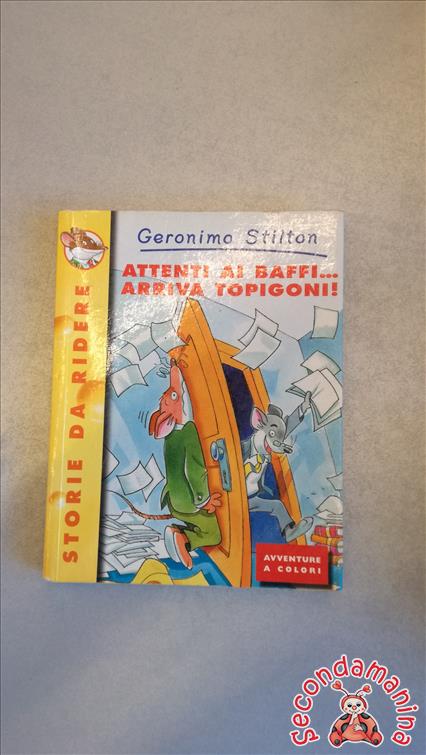 Geronimo Stilton
ATTENTI AI BAFFI...
ARRIVA TOPIGONI!
STORIE DA RIDERE
AVVENTURE
A COLORI
Secondamanina